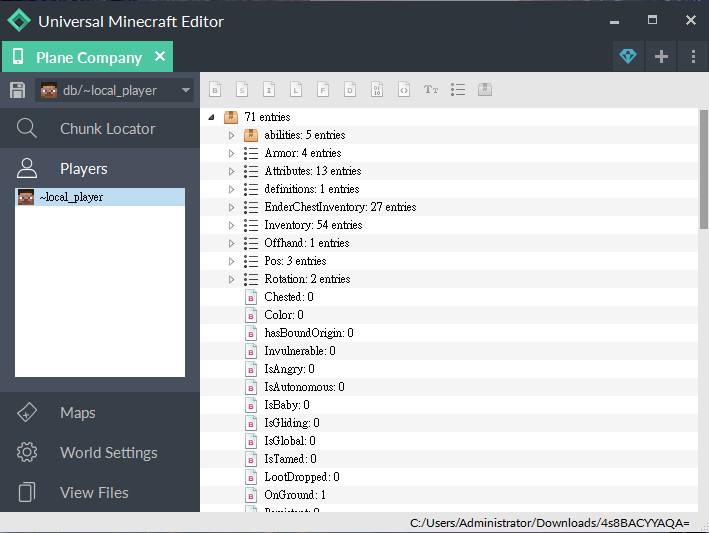 Universal Minecraft Editor
Plane Company
db/~local_player
B S I L F D Tт
Chunk Locator
Players
~local_player
Maps
World Settings
View Files
71 entries
abilities: 5 entries
Armor: 4 entries
Attributes: 13 entries
definitions: 1 entries
EnderChestInventory: 27 entries
Inventory: 54 entries
Offhand: 1 entries
Pos: 3 entries
Rotation: 2 entries
B Chested: 0
B Color: 0
B hasBoundOrigin: 0
B Invulnerable: 0
B IsAngry: 0
B IsAutonomous: 0
B IsBaby: 0
B IsGliding: 0
B IsGlobal: 0
B IsTamed: 0
B LootDropped: 0
B OnGround: 1
C:/Users/Administrator/Downloads/4s8BACYYAQA=